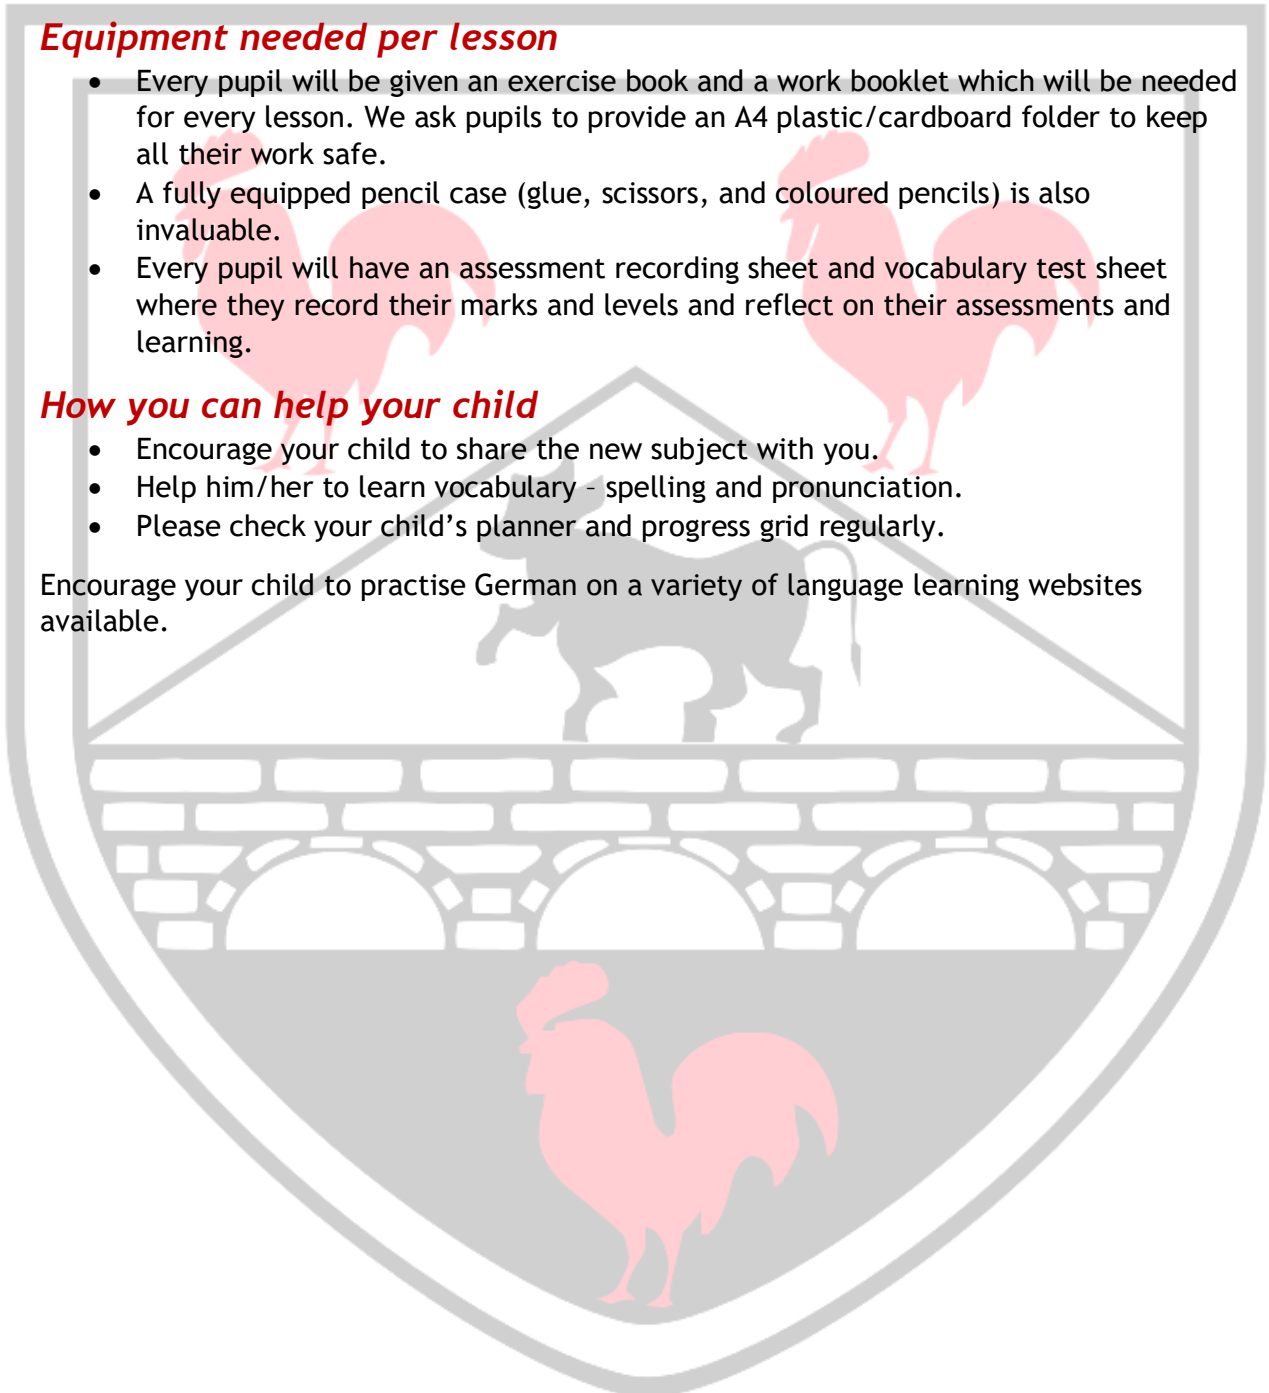 Equipment needed per lesson
• Every pupil will be given an exercise book and a work booklet which will be needed
for every lesson. We ask pupils to provide an A4 plastic/cardboard folder to keep
all their work safe.
• A fully equipped pencil case (glue, scissors, and coloured pencils) is also
invaluable.
• Every pupil will have an assessment recording sheet and vocabulary test sheet
where they record their marks and levels and reflect on their assessments and
learning.
How you can help your child
• Encourage your child to share the new subject with you.
• Help him/her to learn vocabulary – spelling and pronunciation.
• Please check your child’s planner and progress grid regularly.
Encourage your child to practise German on a variety of language learning websites
available.